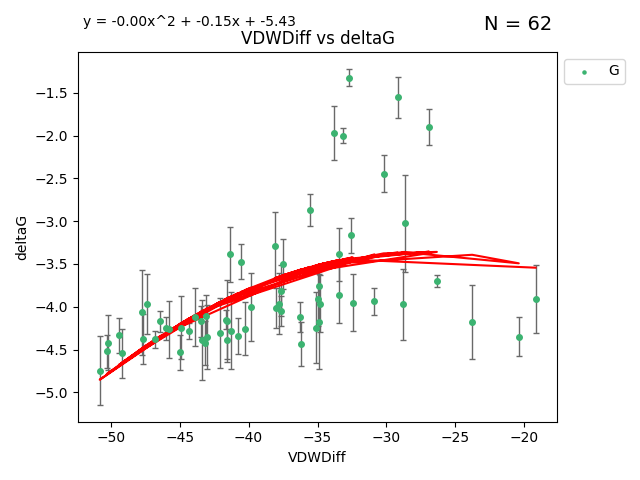 y = -0.00x^2 + -0.15x + -5.43
N = 62
VDWDiff vs deltaG
G
deltaG
−1.5
−2.0
−2.5
−3.0
−3.5
−4.0
−4.5
−5.0
−50 −45 −40 −35 −30 −25 −20
VDWDiff